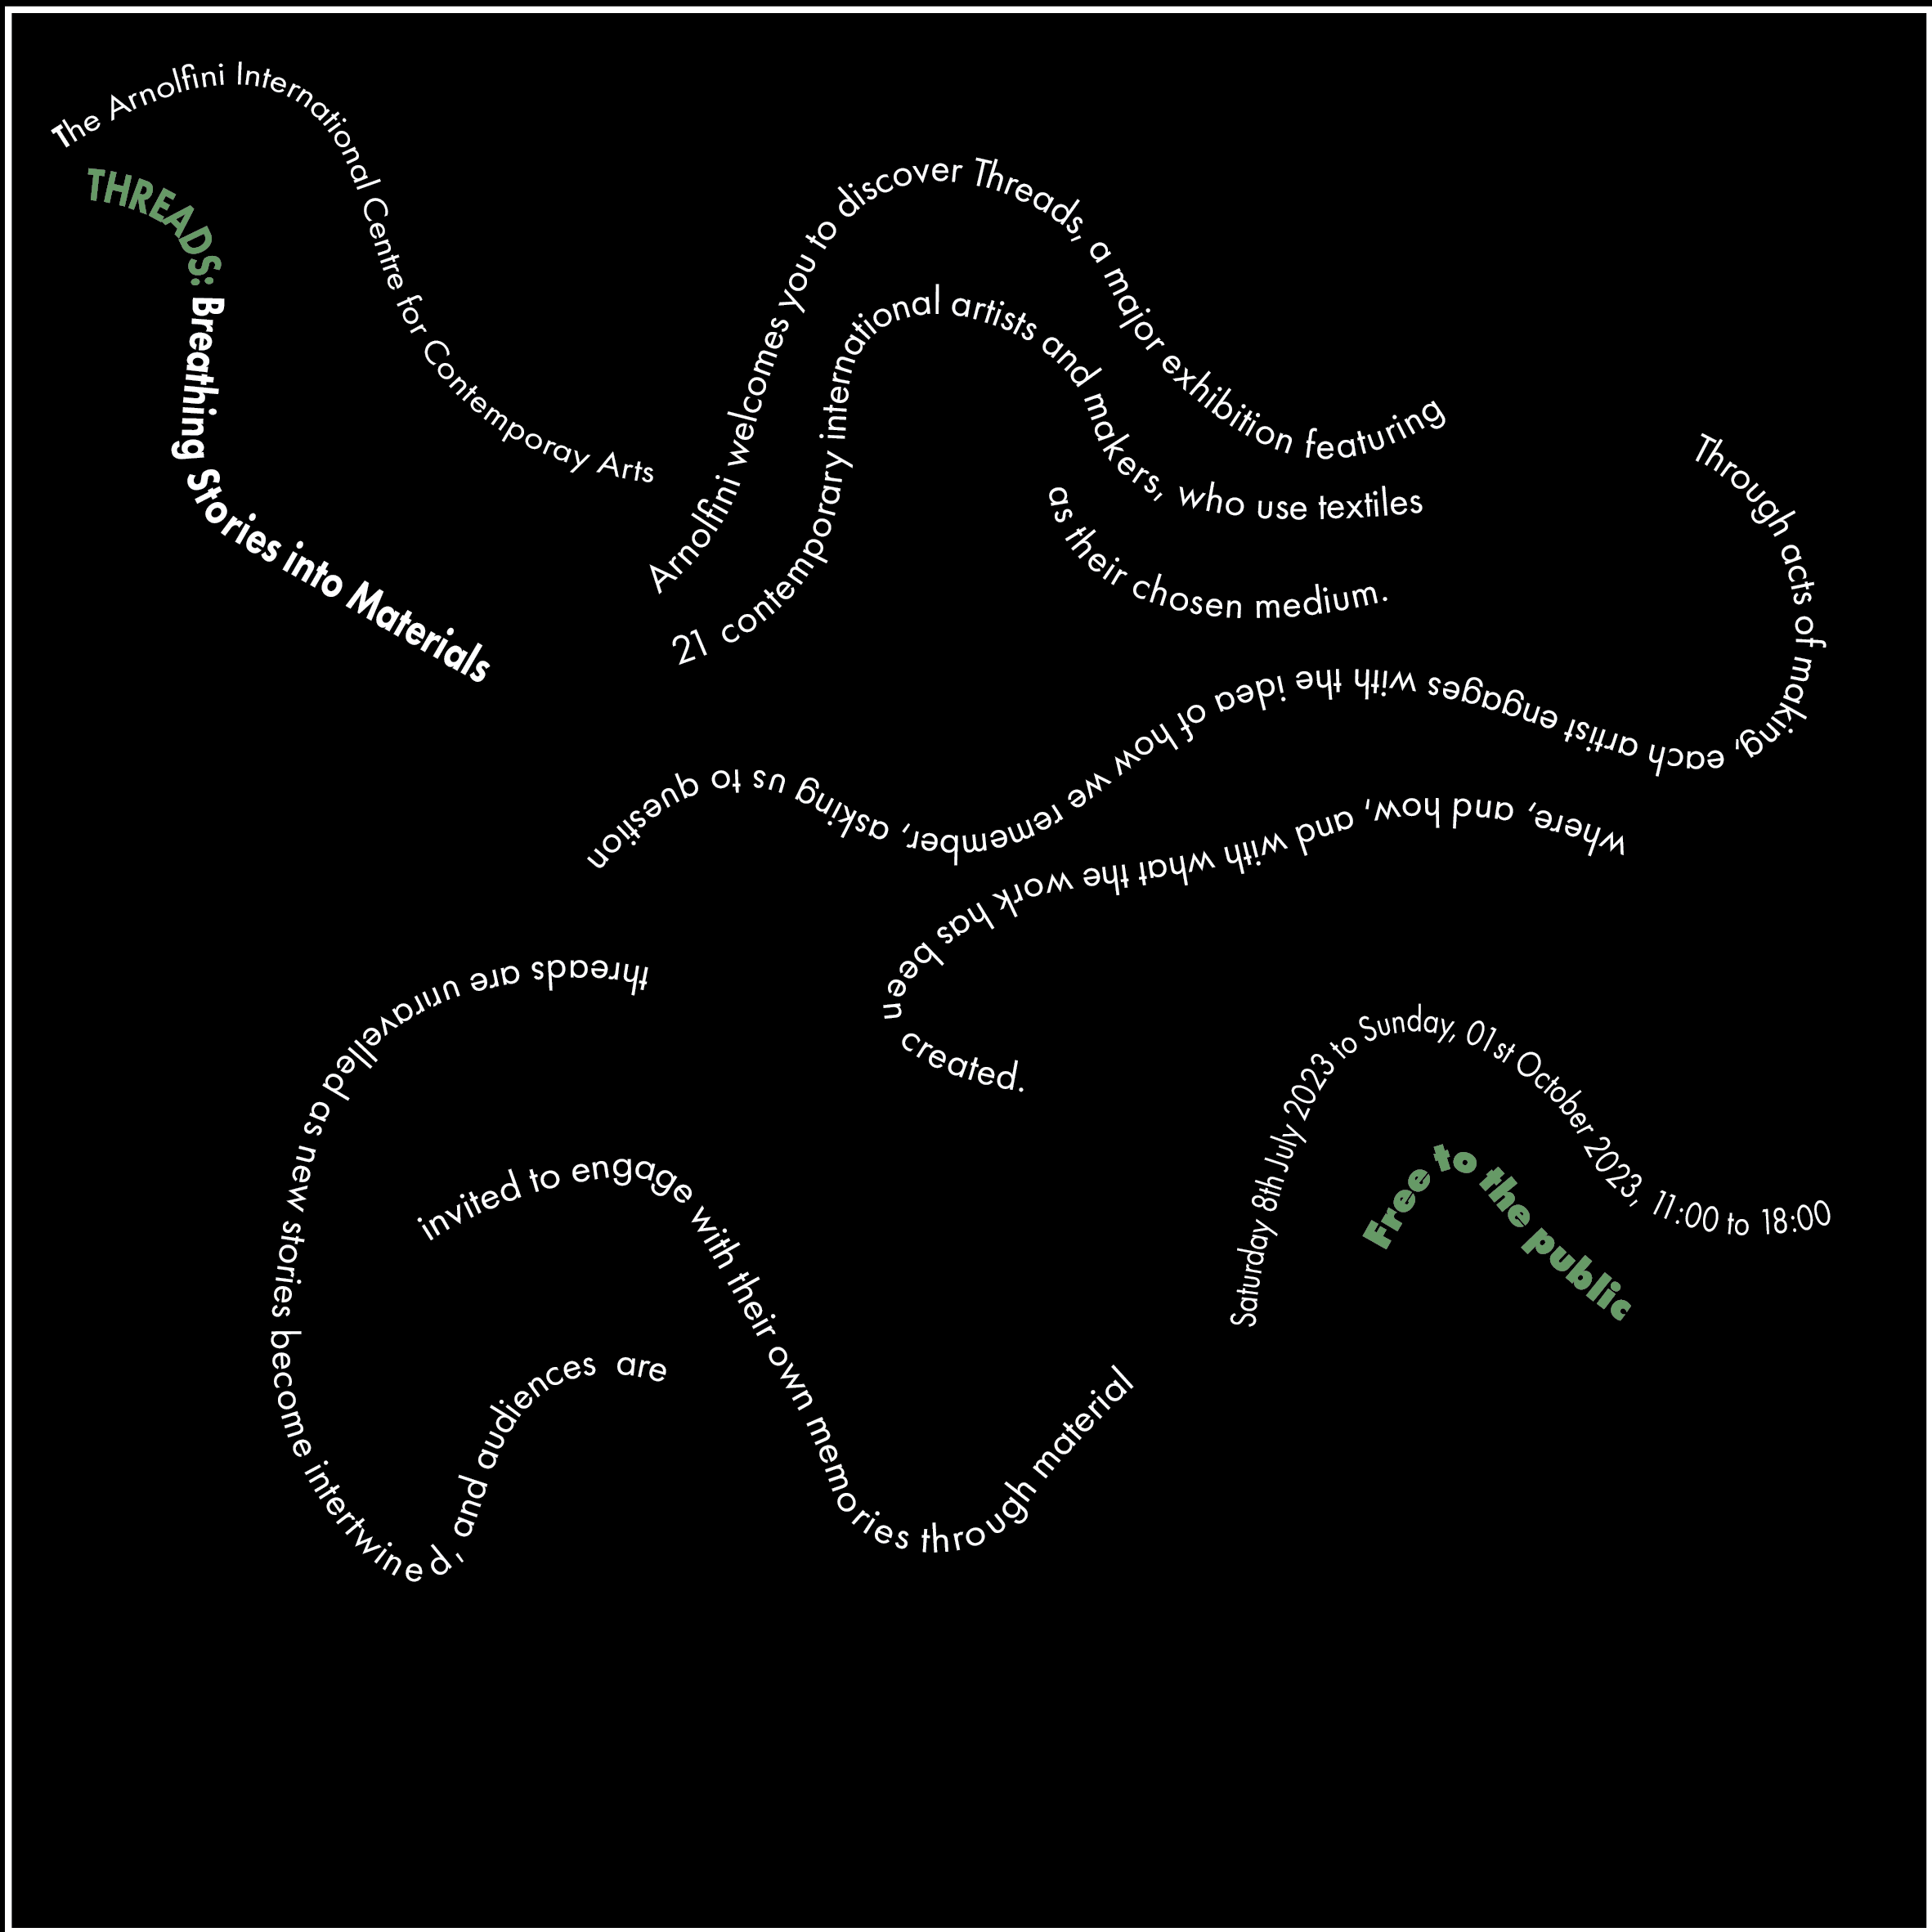 The Arnolfini International Centre for Contemporay Arts
THREADS: Breathing Stories into Materials
Arnolfini welcomes you to discover Threads, a major exhibition featuring
21 contemporary international artists and makers, who use textiles
as their chosen medium.
Through acts of making, each artist engages with the idea of how we remember, asking us to question
where, and how, and with what the work has been created.
threads are unravelled as new stories become intertwined, and audiences are
invited to engage with their own memories through material
Saturday 8th July 2023 to Sunday, 01st October 2023, 11:00 to 18:00
Free to the public